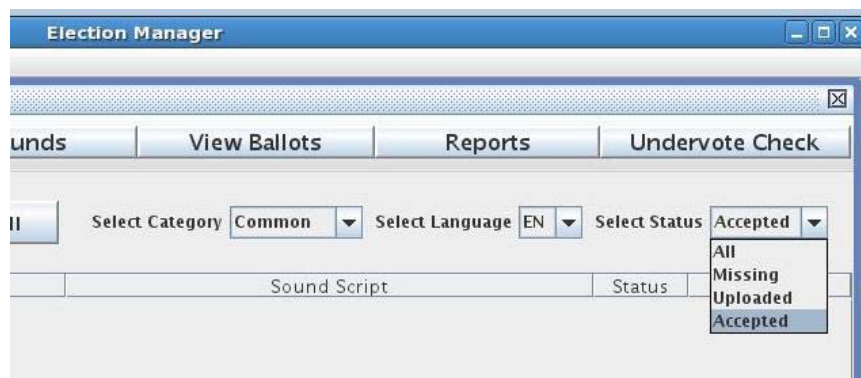 Election Manager
unds View Ballots Reports Undervote Check
ll Select Category Common Select Language EN Select Status Accepted
All
Missing
Uploaded
Accepted
Sound Script Status